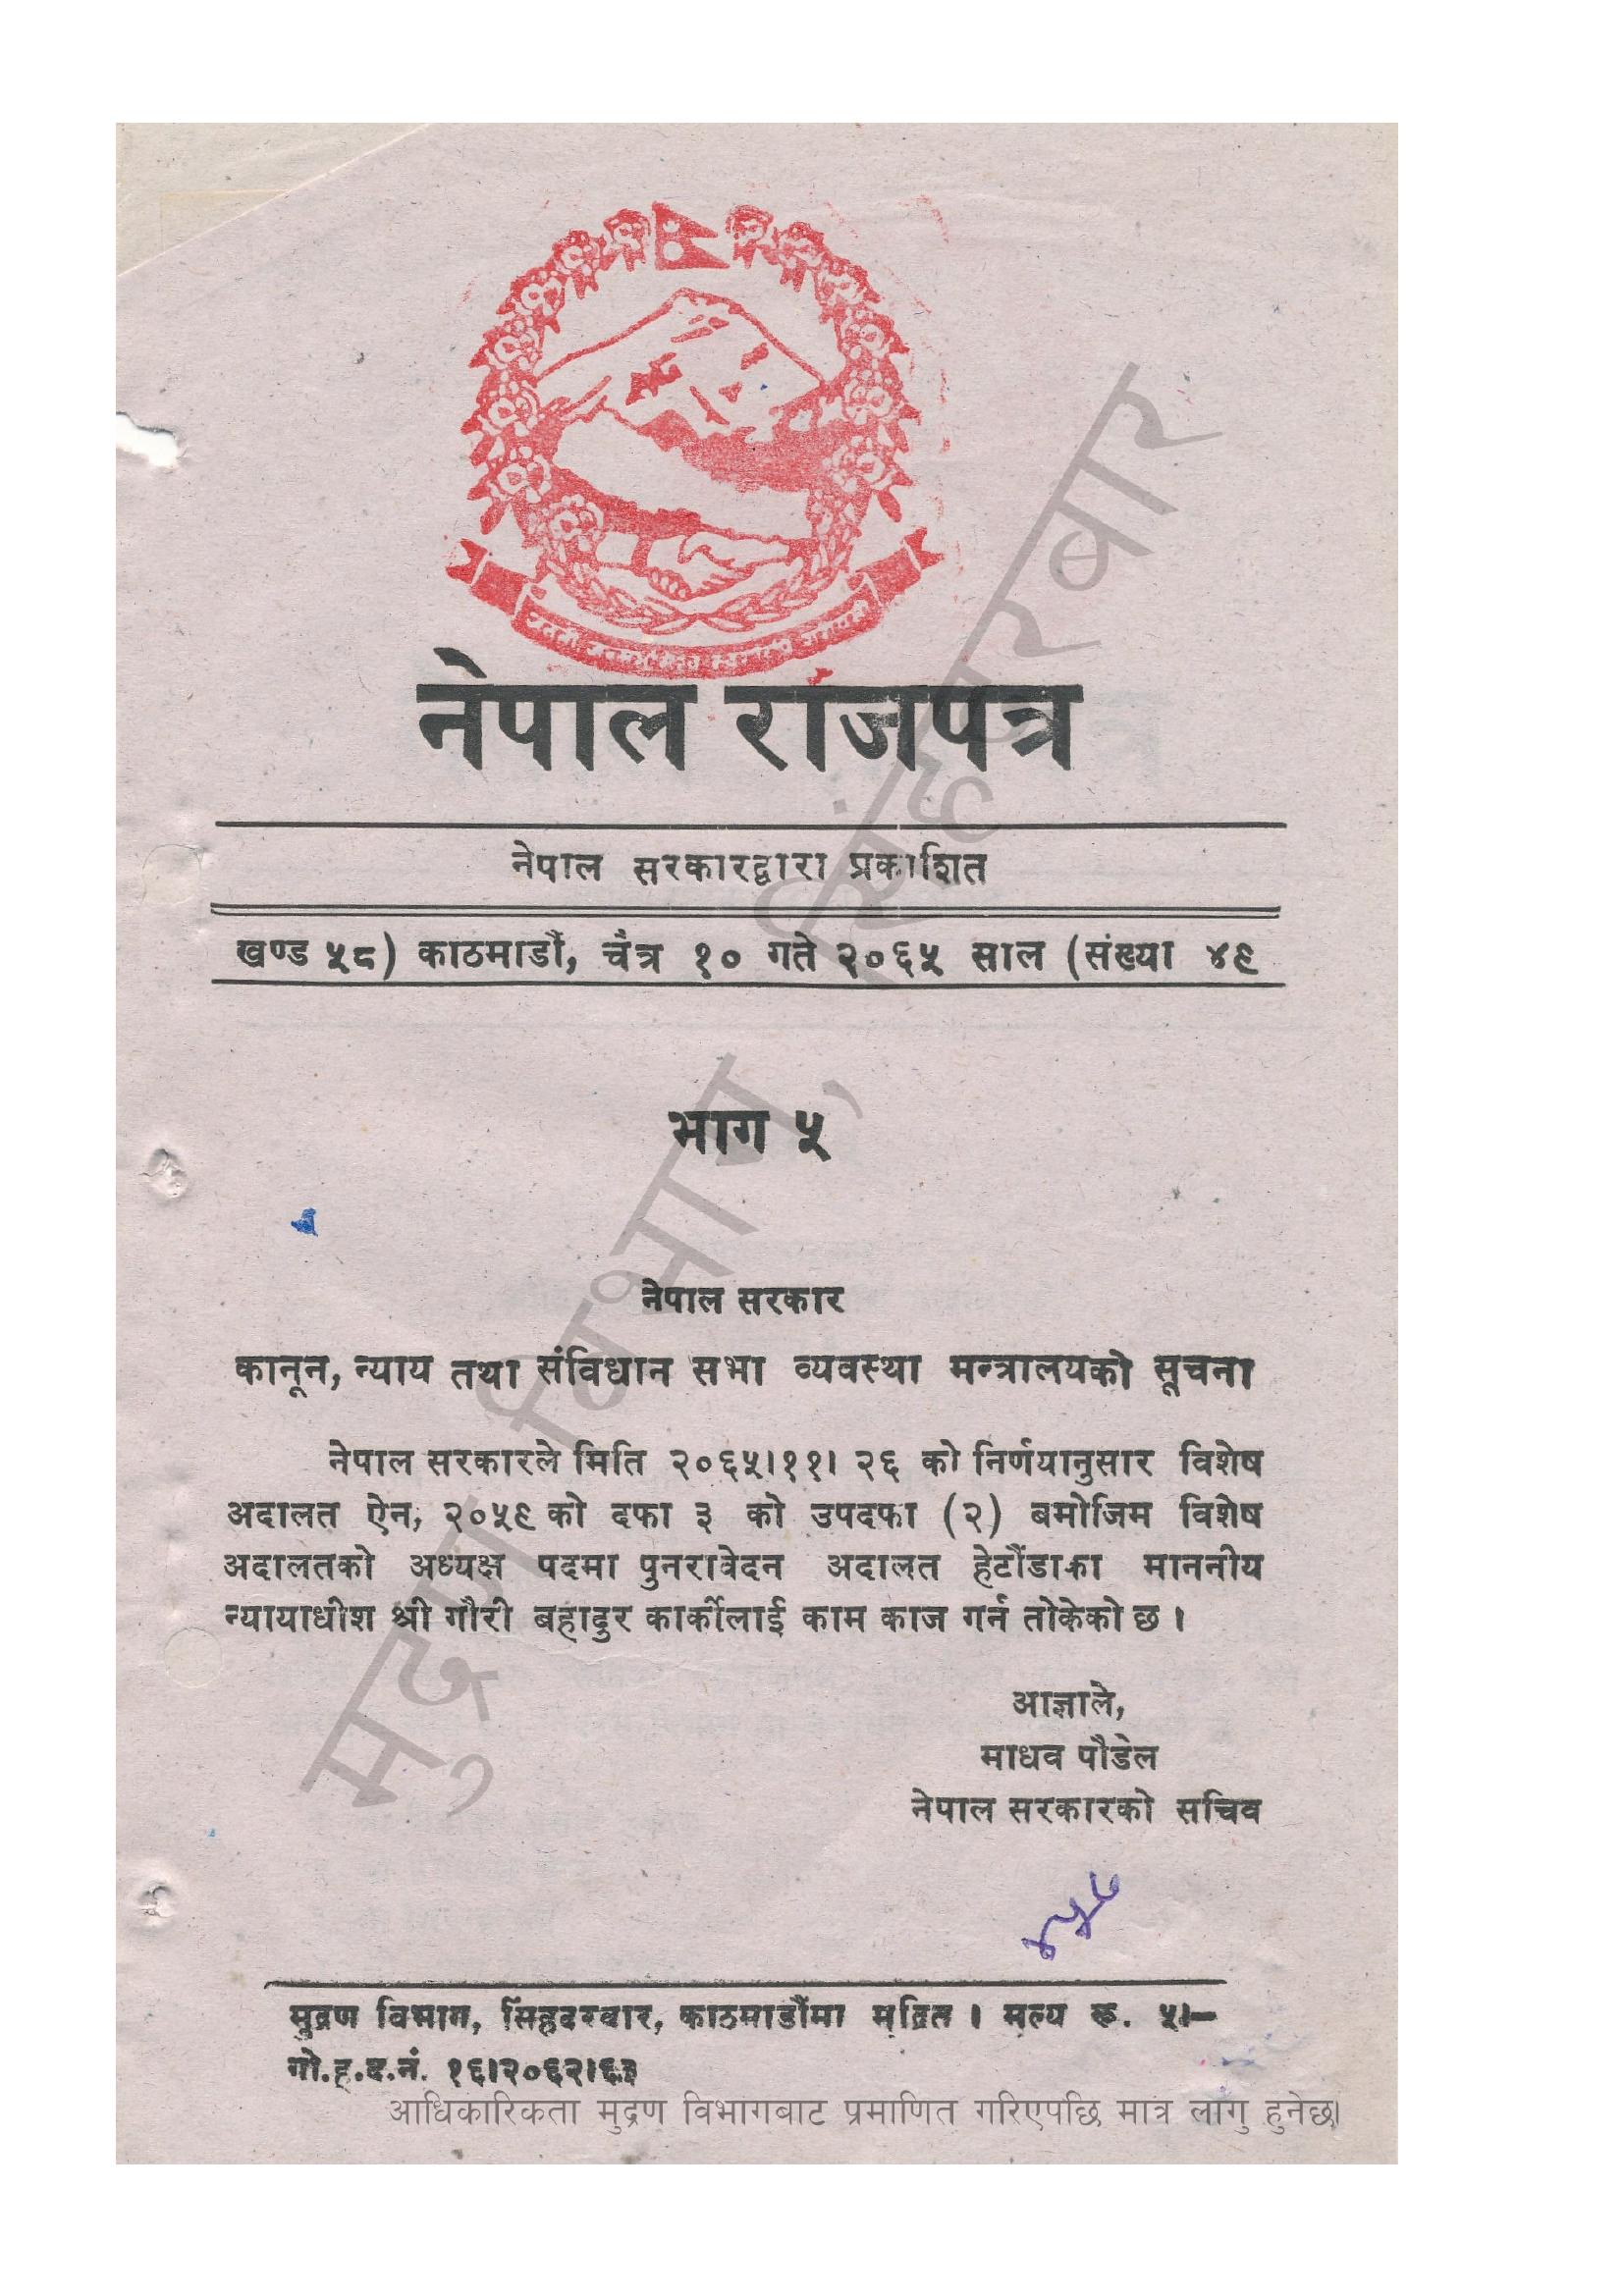 नेपाल राजपत्र
नेपाल सरकारद्वारा प्रकाशित
खण्ड ५८) काठमाडौं, चैत्र १० गते २०६५ साल (संख्या ४९
भाग ५
नेपाल सरकार
कानून, न्याय तथा संविधान सभा व्यवस्था मन्त्रालयको सूचना
नेपाल सरकारले मिति २०६५।११। २६ को निर्णयानुसार विशेष
अदालत ऐन, २०५९ को दफा ३ को उपदफा (२) बमोजिम विशेष
अदालतको अध्यक्ष पदमा पुनरावेदन अदालत हेटौंडाका माननीय
न्यायाधीश श्री गौरी बहादुर कार्कीलाई काम काज गर्न तोकेको छ ।
आज्ञाले,
माधव पौडेल
नेपाल सरकारको सचिव
मुद्रण विभाग, सिंहदरबार, काठमाडौंमा मुद्रित । मूल्य रू. ५।–
गो.ह.द.नं. १६।२०६२।६३
आधिकारिकता मुद्रण विभागबाट प्रमाणित गरिएपछि मात्र लागु हुनेछ।
मुद्रण विभाग, सिंहदरबार